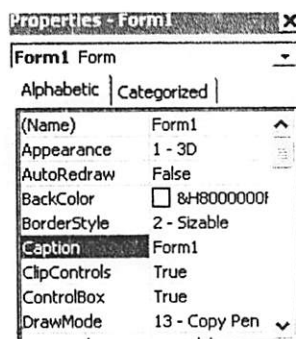 Properties - Form1
Form1 Form
Alphabetic Categorized
(Name) Form1
Appearance 1 - 3D
AutoRedraw False
BackColor &H8000000F
BorderStyle 2 - Sizable
Caption Form1
ClipControls True
ControlBox True
DrawMode 13 - Copy Pen